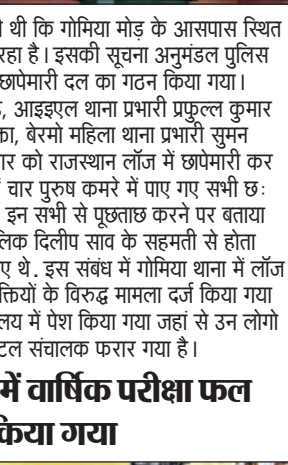 थी कि गोमिया मोड़ के आसपास स्थित
रहा है। इसकी सूचना अनुमंडल पुलिस
छापेमारी दल का गठन किया गया।
, आइइएल थाना प्रभारी प्रफुल्ल कुमार
का, बेरमो महिला थाना प्रभारी सुमन
ार को राजस्थान लॉज में छापेमारी कर
चार पुरुष कमरे में पाए गए सभी छः
इन सभी से पूछताछ करने पर बताया
लिक दिलीप साव के सहमती से होता
ए थे. इस संबंध में गोमिया थाना में लॉज
क्तियों के विरुद्ध मामला दर्ज किया गया
लय में पेश किया गया जहां से उन लोगो
टल संचालक फरार गया है।
में वार्षिक परीक्षा फल
किया गया